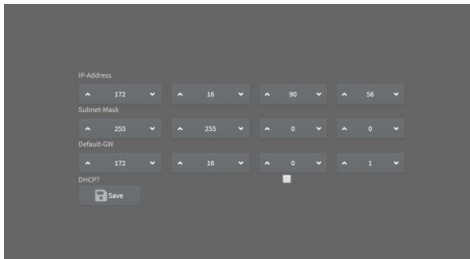 IP-Address
172 16 90 56
Subnet-Mask
255 255 0 0
Default-GW
172 16 0 1
DHCP?
Save